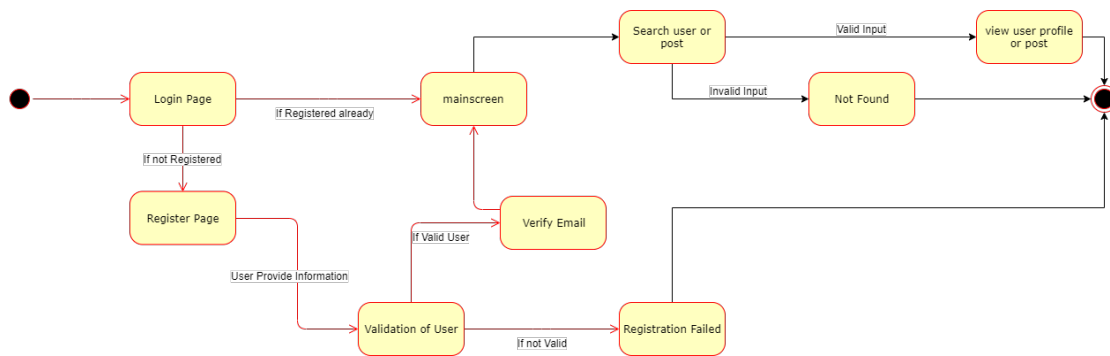 Search user or
post
Valid Input
view user profile
or post
Login Page
If Registered already
mainscreen
Invalid Input
Not Found
If not Registered
Register Page
If Valid User
Verify Email
User Provide Information
Validation of User
If not Valid
Registration Failed